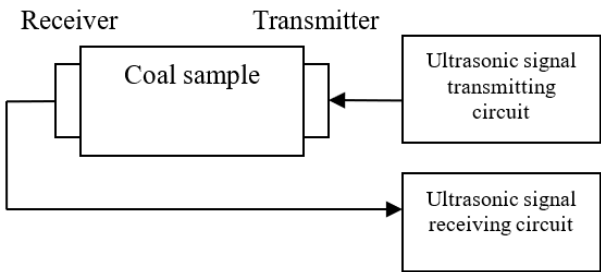 Receiver
Transmitter
Coal sample
Ultrasonic signal
transmitting
circuit
Ultrasonic signal
receiving circuit